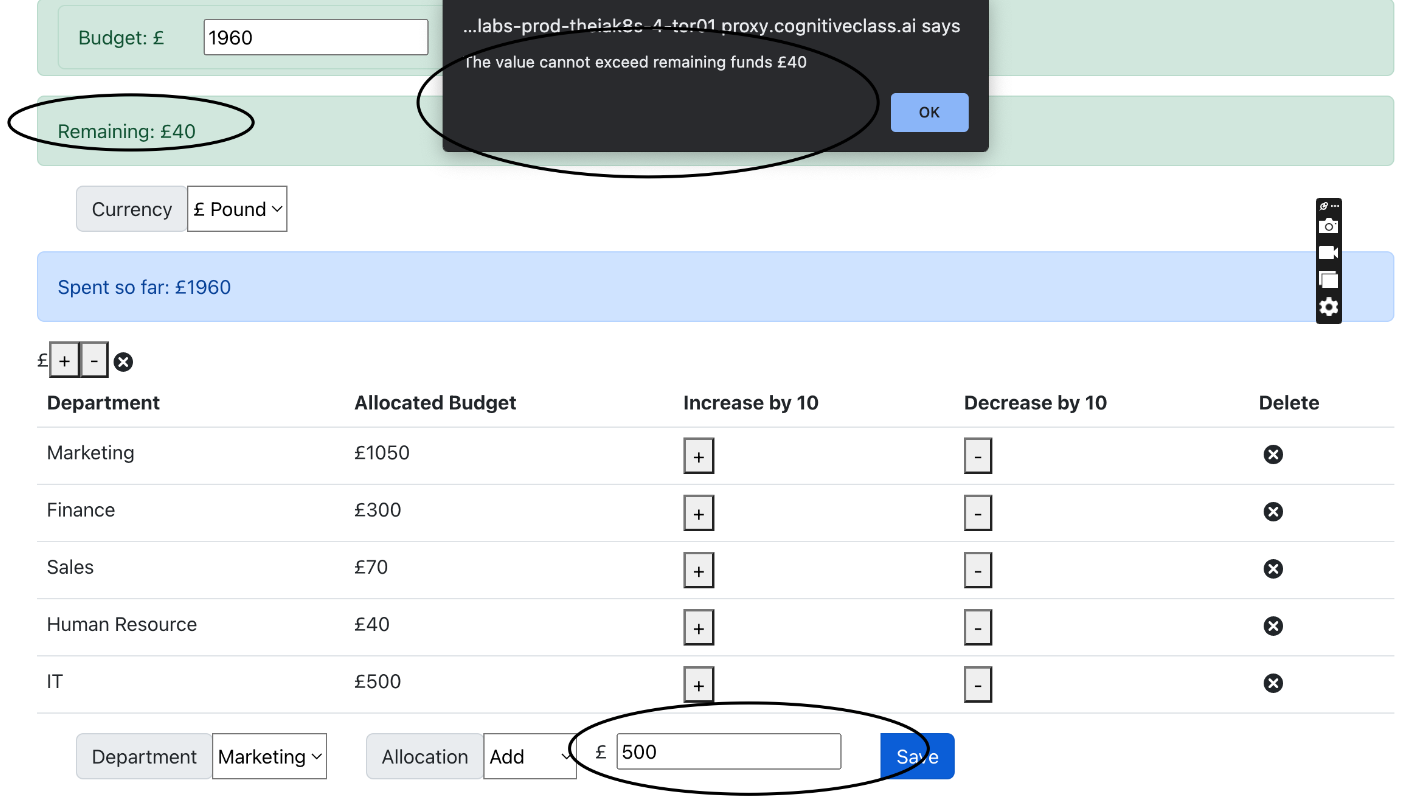 ...labs-prod-theiak8s-4-tor01.proxy.cognitiveclass.ai says
Budget: £ 1960
The value cannot exceed remaining funds £40
OK
Remaining: £40
Currency £ Pound
Spent so far: £1960
£ + -
Department Allocated Budget Increase by 10 Decrease by 10 Delete
Marketing £1050 + -
Finance £300 + -
Sales £70 + -
Human Resource £40 + -
IT £500 + -
Department Marketing Allocation Add £ 500 Save